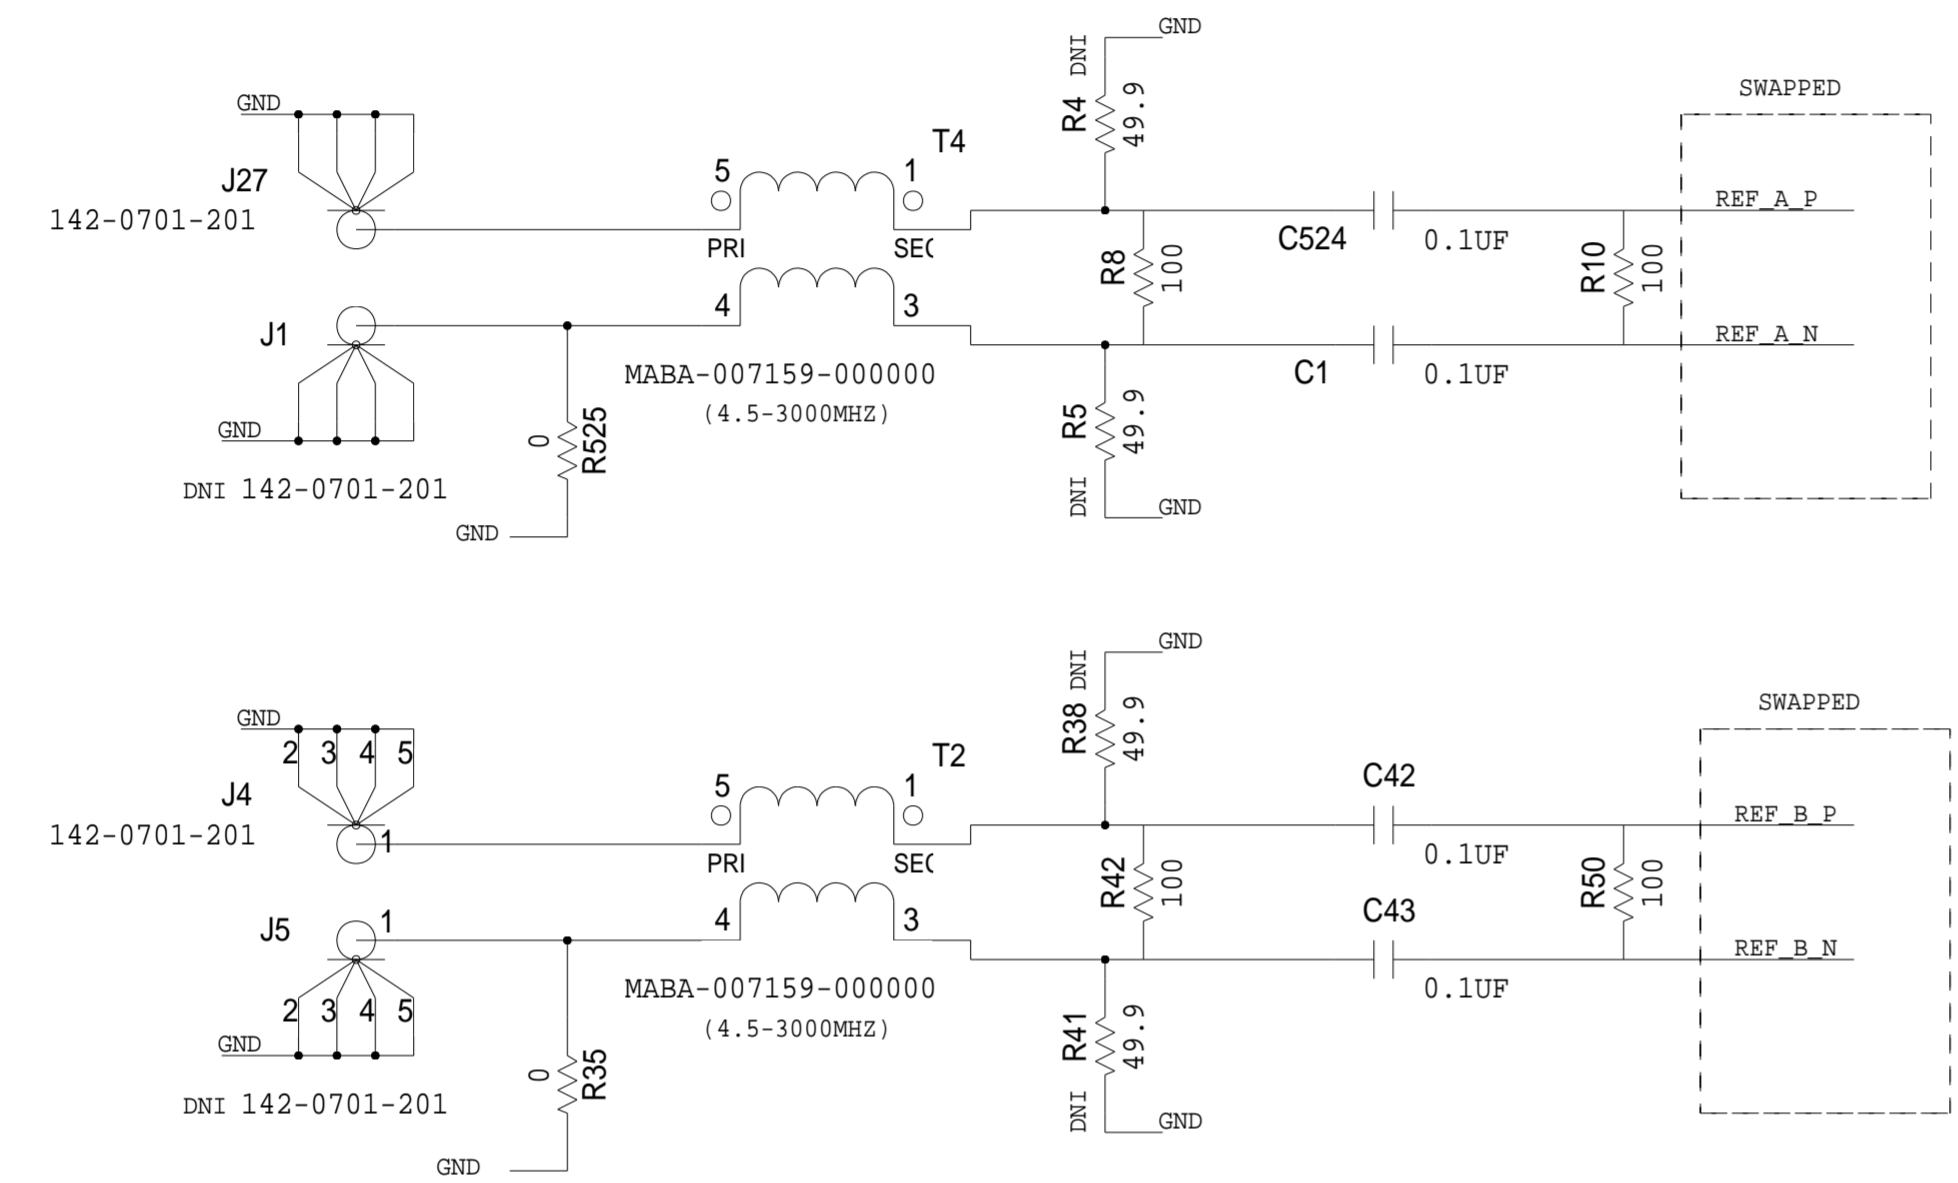 GND
DNI
R4
49.9
SWAPPED
GND
J27
142-0701-201
5
1
T4
PRI
SEC
REF_A_P
C524
0.1UF
R8
100
R10
100
J1
4
3
REF_A_N
MABA-007159-000000
(4.5-3000MHZ)
C1
0.1UF
GND
DNI 142-0701-201
0
R525
GND
R5
49.9
DNI
GND
GND
DNI
R38
49.9
SWAPPED
GND
2 3 4 5
J4
142-0701-201
1
5
1
T2
PRI
SEC
C42
0.1UF
REF_B_P
R42
100
R50
100
J5
1
4
3
C43
0.1UF
REF_B_N
MABA-007159-000000
(4.5-3000MHZ)
2 3 4 5
GND
DNI 142-0701-201
0
R35
GND
R41
49.9
DNI
GND